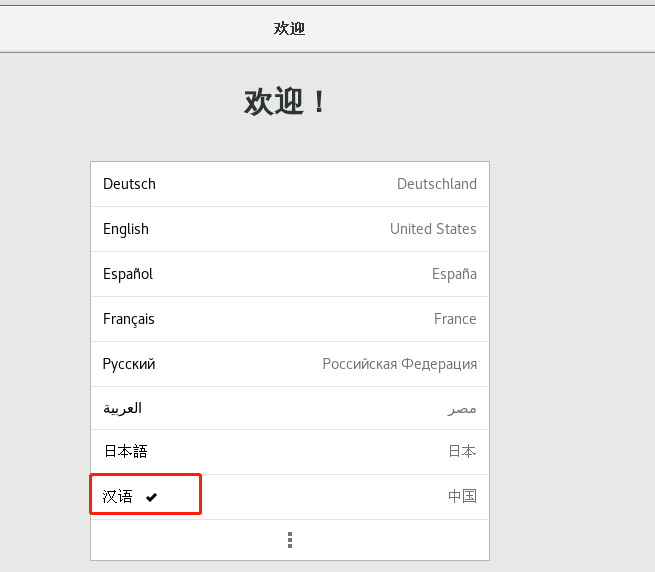 欢迎
欢迎！
Deutsch Deutschland
English United States
Español España
Français France
Русский Российская Федерация
العربية مصر
日本語 日本
汉语 中国